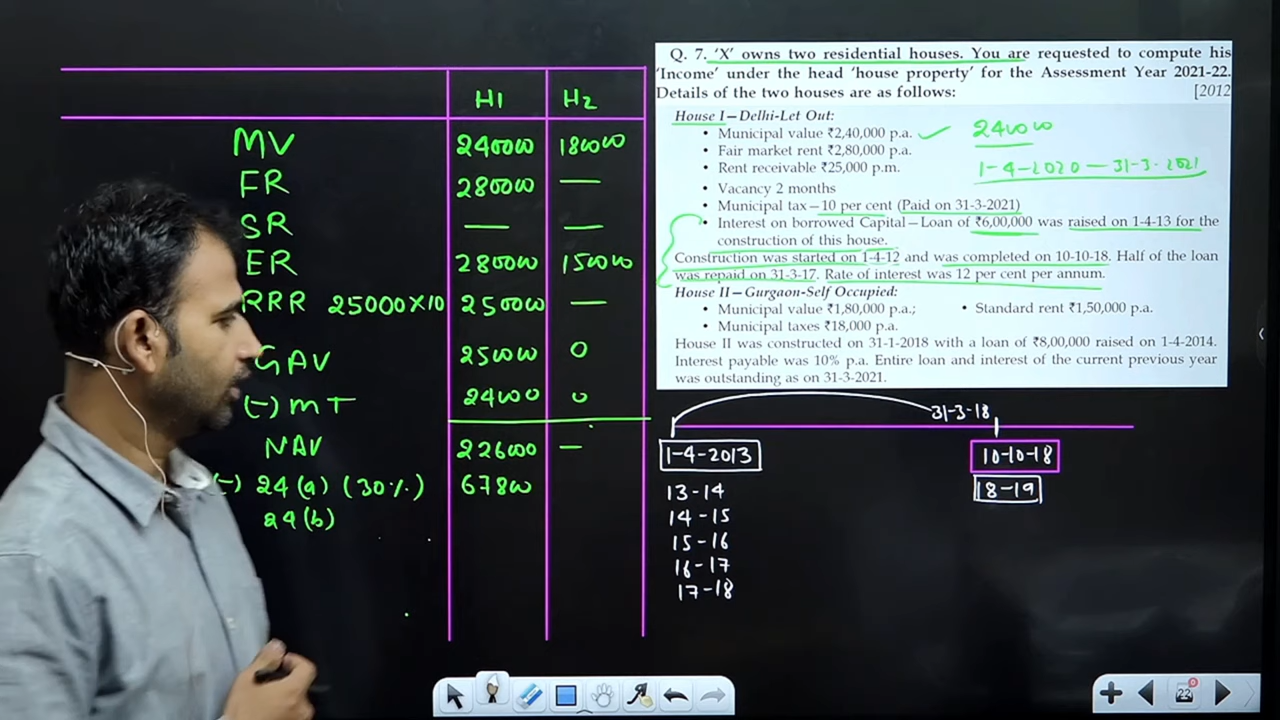 H1 H2
MV 240000 180000
FR 280000 —
SR — —
ER 280000 150000
RRR 25000×10 250000 —
GAV 250000 0
(-) MT 24000 0
NAV 226000 —
(-) 24(a) (30%) 67800
24(b)
Q. 7. ‘X’ owns two residential houses. You are requested to compute his
‘Income’ under the head ‘house property’ for the Assessment Year 2021-22.
Details of the two houses are as follows: [2012
House I—Delhi-Let Out:
• Municipal value ₹2,40,000 p.a. ✓ 240000
• Fair market rent ₹2,80,000 p.a.
• Rent receivable ₹25,000 p.m. 1-4-2020 — 31-3-2021
• Vacancy 2 months
• Municipal tax—10 per cent (Paid on 31-3-2021)
• Interest on borrowed Capital—Loan of ₹6,00,000 was raised on 1-4-13 for the
construction of this house.
Construction was started on 1-4-12 and was completed on 10-10-18. Half of the loan
was repaid on 31-3-17. Rate of interest was 12 per cent per annum.
House II—Gurgaon-Self Occupied:
• Municipal value ₹1,80,000 p.a.; • Standard rent ₹1,50,000 p.a.
• Municipal taxes ₹18,000 p.a.
House II was constructed on 31-1-2018 with a loan of ₹8,00,000 raised on 1-4-2014.
Interest payable was 10% p.a. Entire loan and interest of the current previous year
was outstanding as on 31-3-2021.
31-3-18
1-4-2013 10-10-18
13-14 18-19
14-15
15-16
16-17
17-18
23